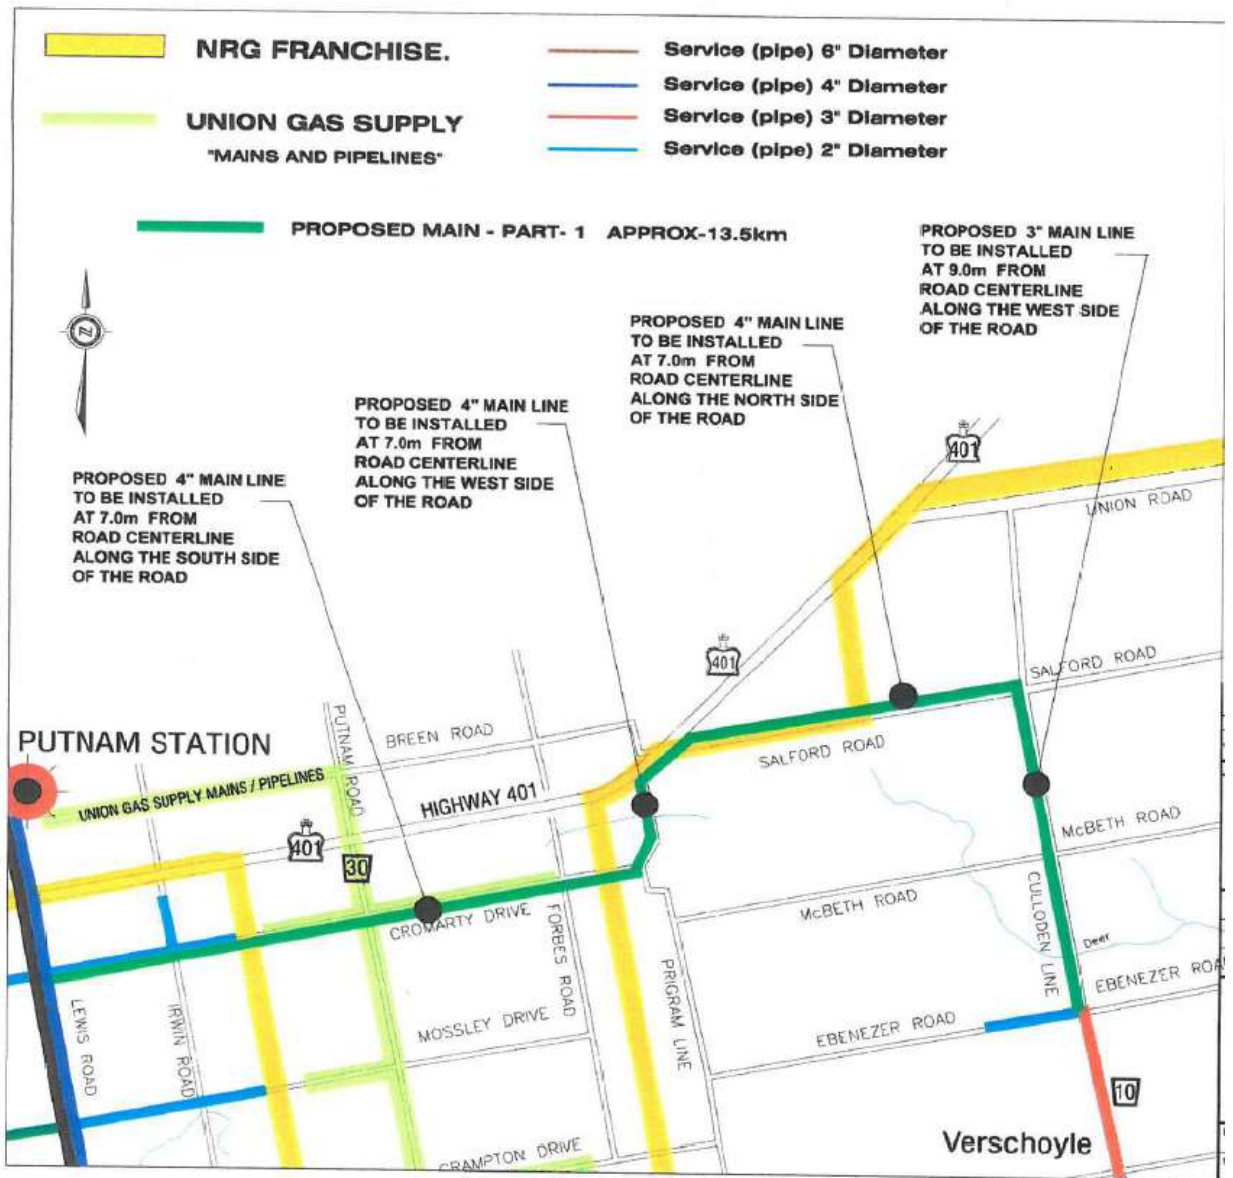 NRG FRANCHISE.
UNION GAS SUPPLY
"MAINS AND PIPELINES"
Service (pipe) 6" Diameter
Service (pipe) 4" Diameter
Service (pipe) 3" Diameter
Service (pipe) 2" Diameter
PROPOSED MAIN - PART- 1 APPROX-13.5km
PROPOSED 3" MAIN LINE
TO BE INSTALLED
AT 9.0m FROM
ROAD CENTERLINE
ALONG THE WEST SIDE
OF THE ROAD
PROPOSED 4" MAIN LINE
TO BE INSTALLED
AT 7.0m FROM
ROAD CENTERLINE
ALONG THE NORTH SIDE
OF THE ROAD
PROPOSED 4" MAIN LINE
TO BE INSTALLED
AT 7.0m FROM
ROAD CENTERLINE
ALONG THE WEST SIDE
OF THE ROAD
PROPOSED 4" MAIN LINE
TO BE INSTALLED
AT 7.0m FROM
ROAD CENTERLINE
ALONG THE SOUTH SIDE
OF THE ROAD
Z
401
UNION ROAD
401
SALFORD ROAD
PUTNAM STATION
PUTNAM ROAD
BREEN ROAD
SALFORD ROAD
UNION GAS SUPPLY MAINS / PIPELINES
HIGHWAY 401
401
30
McBETH ROAD
McBETH ROAD
CROMARTY DRIVE
FORBES ROAD
CULLODEN LINE
Deer
PRIGRAM LINE
EBENEZER ROA
EBENEZER ROAD
LEWIS ROAD
IRWIN ROAD
MOSSLEY DRIVE
10
Verschoyle
CRAMPTON DRIVE